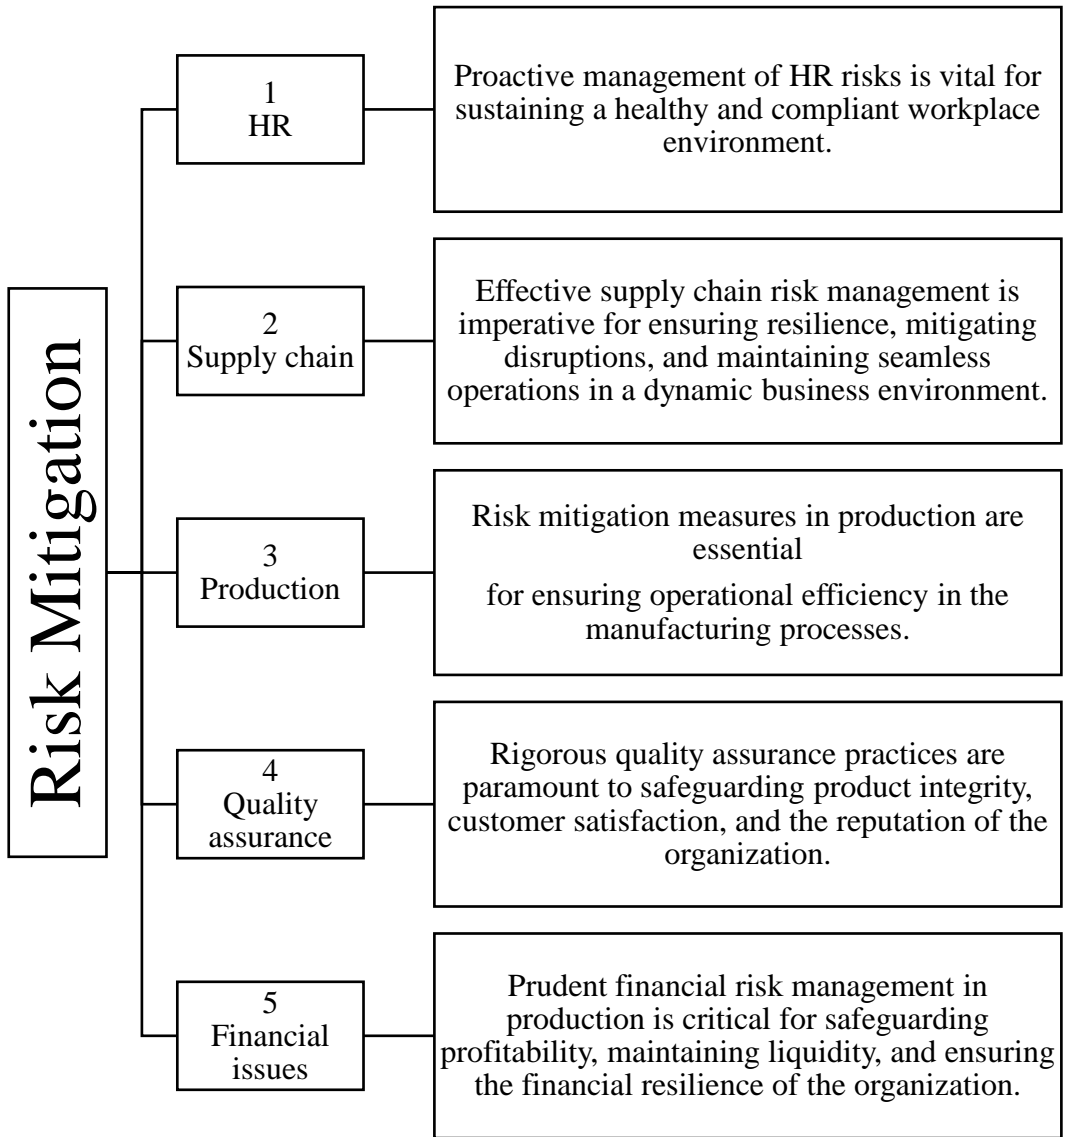 Risk Mitigation
1
HR
Proactive management of HR risks is vital for
sustaining a healthy and compliant workplace
environment.
2
Supply chain
Effective supply chain risk management is
imperative for ensuring resilience, mitigating
disruptions, and maintaining seamless
operations in a dynamic business environment.
3
Production
Risk mitigation measures in production are
essential
for ensuring operational efficiency in the
manufacturing processes.
4
Quality
assurance
Rigorous quality assurance practices are
paramount to safeguarding product integrity,
customer satisfaction, and the reputation of the
organization.
5
Financial
issues
Prudent financial risk management in
production is critical for safeguarding
profitability, maintaining liquidity, and ensuring
the financial resilience of the organization.